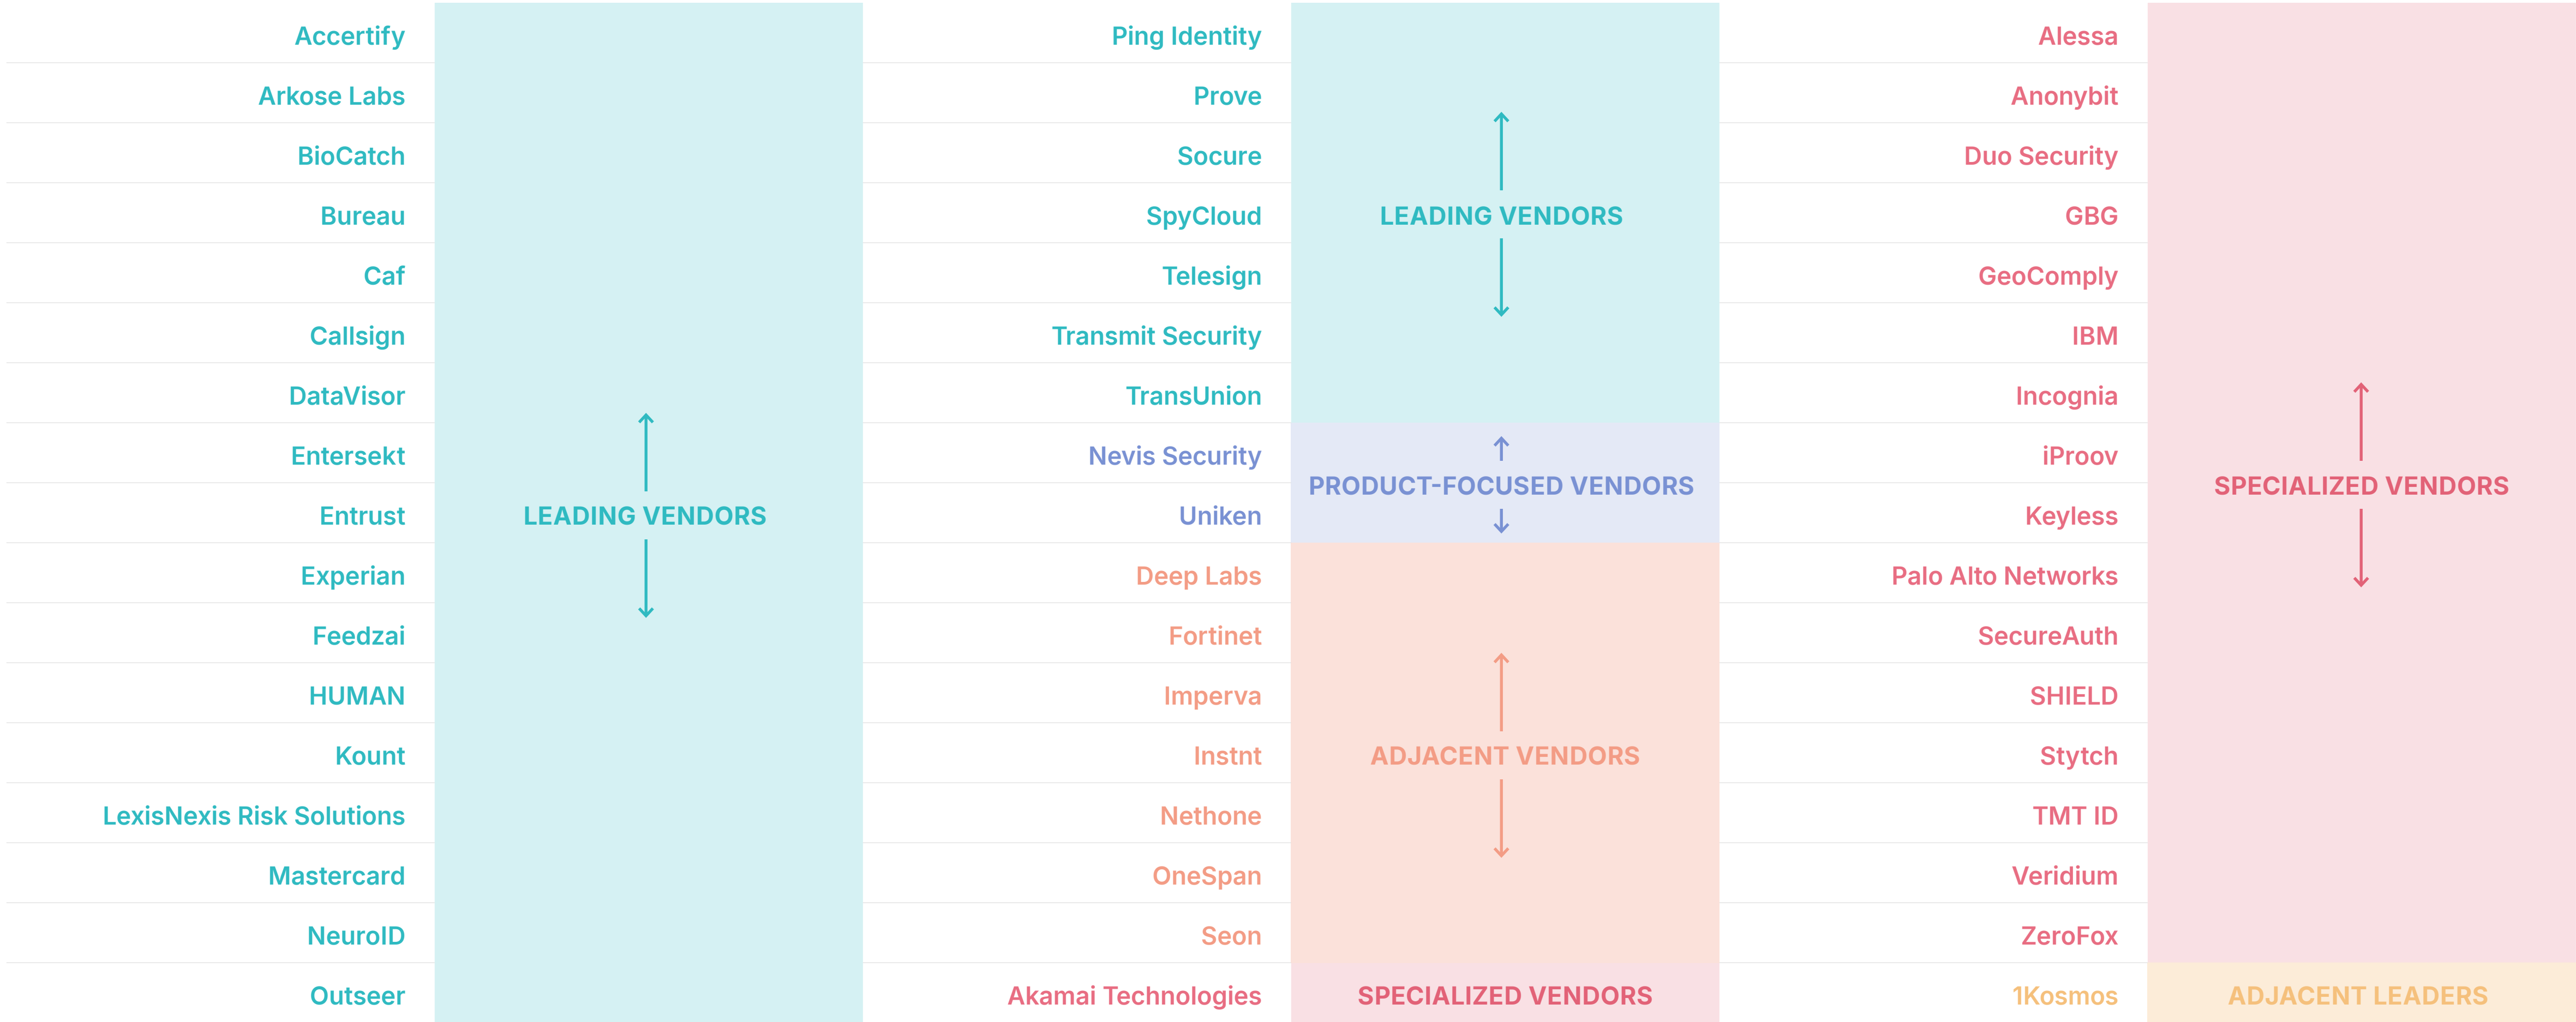 Accertify
Arkose Labs
BioCatch
Bureau
Caf
Callsign
DataVisor
Entersekt
Entrust
Experian
Feedzai
HUMAN
Kount
LexisNexis Risk Solutions
Mastercard
NeuroID
Outseer
LEADING VENDORS
Ping Identity
Prove
Socure
SpyCloud
Telesign
Transmit Security
TransUnion
LEADING VENDORS
Nevis Security
Uniken
PRODUCT-FOCUSED VENDORS
Deep Labs
Fortinet
Imperva
Instnt
Nethone
OneSpan
Seon
ADJACENT VENDORS
Akamai Technologies
SPECIALIZED VENDORS
Alessa
Anonybit
Duo Security
GBG
GeoComply
IBM
Incognia
iProov
Keyless
Palo Alto Networks
SecureAuth
SHIELD
Stytch
TMT ID
Veridium
ZeroFox
SPECIALIZED VENDORS
1Kosmos
ADJACENT LEADERS